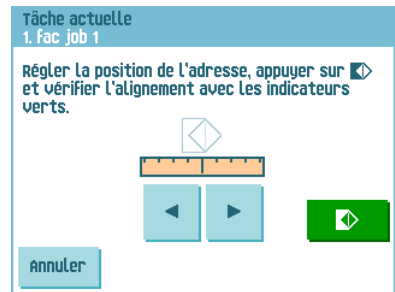 Tâche actuelle
1. Fac job 1
Régler la position de l'adresse, appuyer sur
et vérifier l'alignement avec les indicateurs
verts.
Annuler